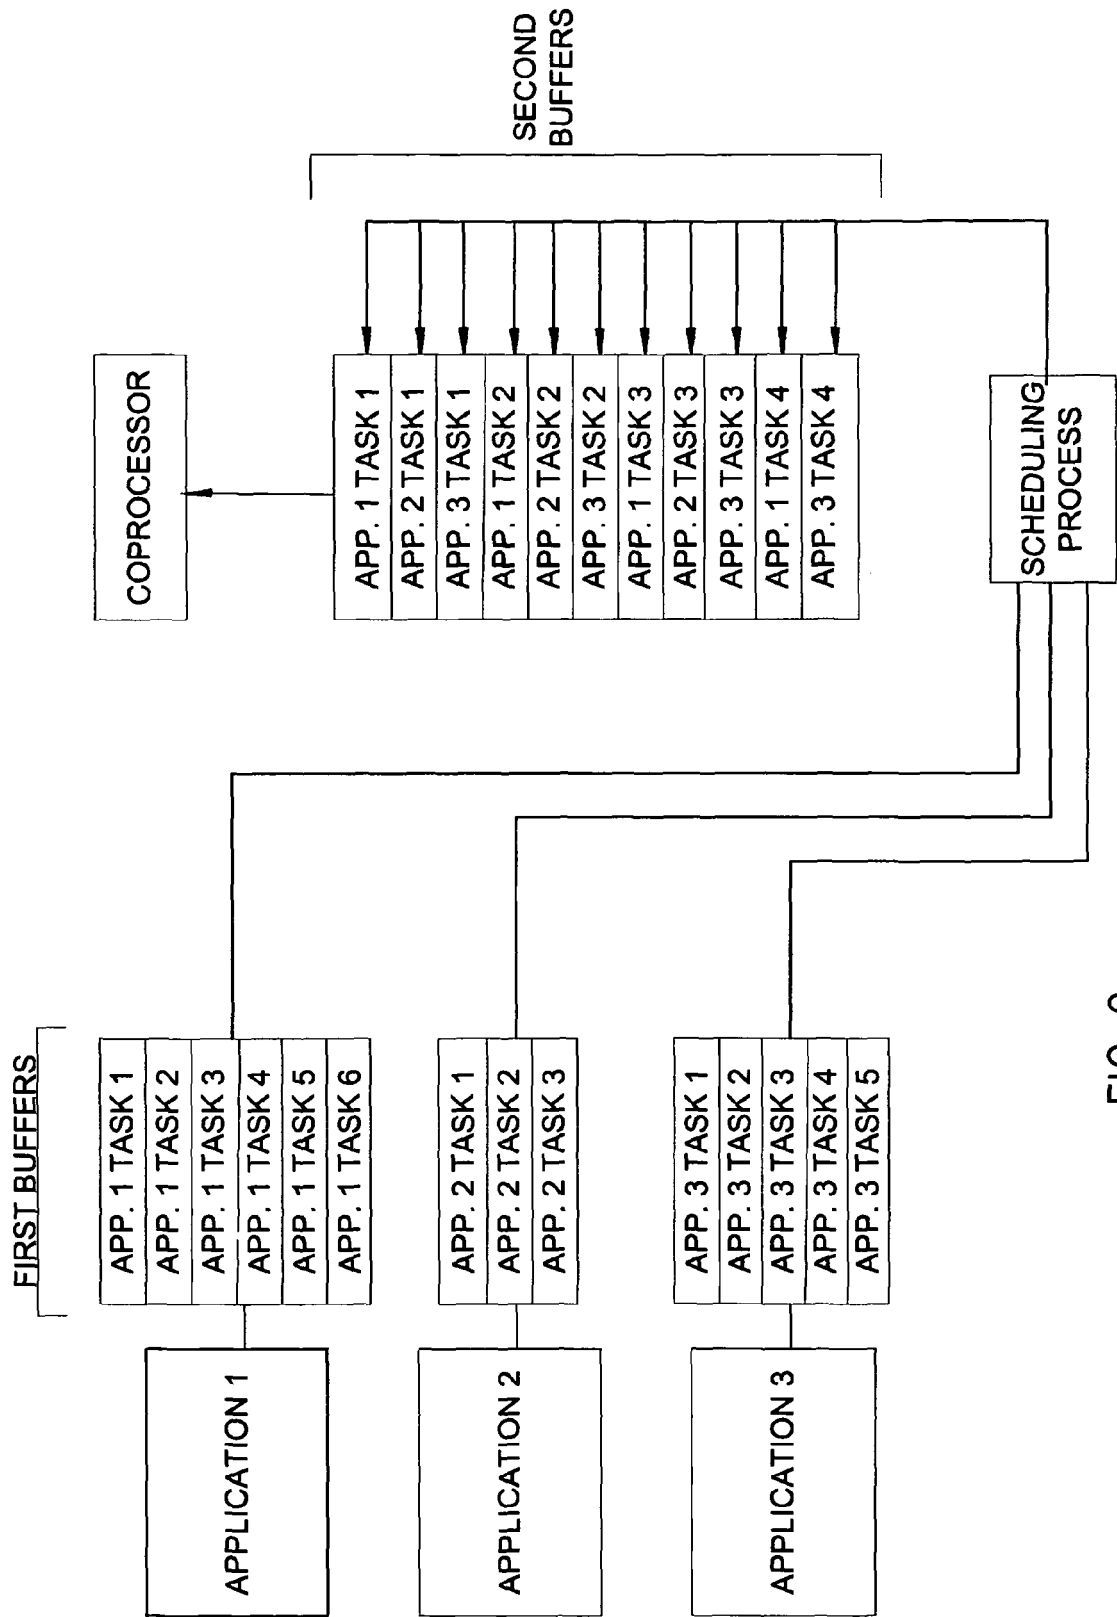 FIRST BUFFERS
APPLICATION 1
APP. 1 TASK 1
APP. 1 TASK 2
APP. 1 TASK 3
APP. 1 TASK 4
APP. 1 TASK 5
APP. 1 TASK 6
APPLICATION 2
APP. 2 TASK 1
APP. 2 TASK 2
APP. 2 TASK 3
APPLICATION 3
APP. 3 TASK 1
APP. 3 TASK 2
APP. 3 TASK 3
APP. 3 TASK 4
APP. 3 TASK 5
COPROCESSOR
APP. 1 TASK 1
APP. 2 TASK 1
APP. 3 TASK 1
APP. 1 TASK 2
APP. 2 TASK 2
APP. 3 TASK 2
APP. 1 TASK 3
APP. 2 TASK 3
APP. 3 TASK 3
APP. 1 TASK 4
APP. 3 TASK 4
SECOND
BUFFERS
SCHEDULING
PROCESS